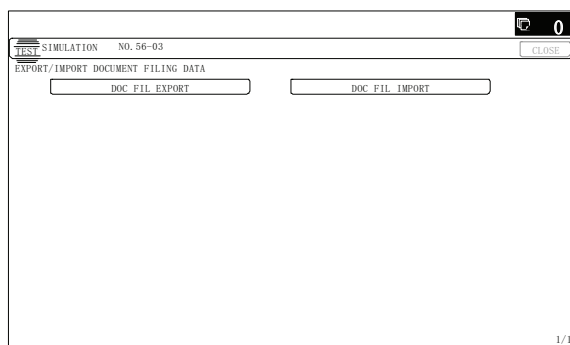 0
TEST SIMULATION NO. 56-03 CLOSE
EXPORT/IMPORT DOCUMENT FILING DATA
DOC FIL EXPORT DOC FIL IMPORT
1/1